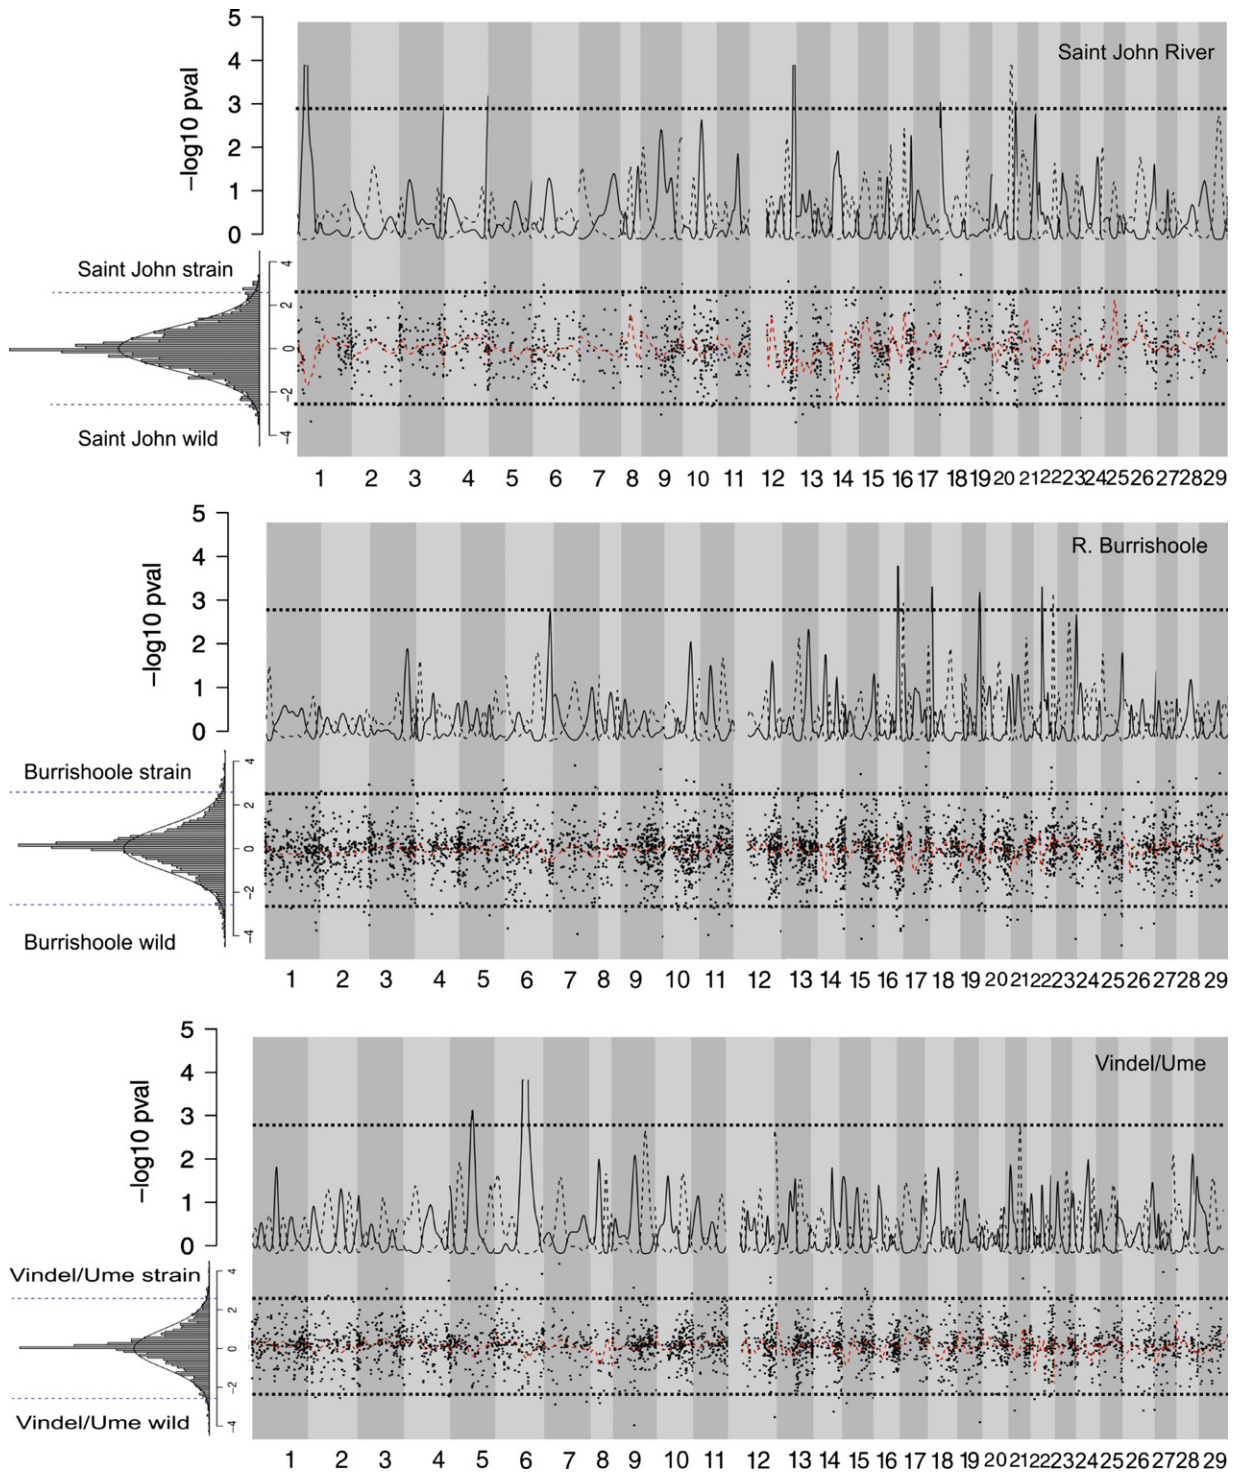 5
4
3
2
1
0
−log10 pval
Saint John River
Saint John strain
Saint John wild
4
2
0
−2
−4
1 2 3 4 5 6 7 8 9 10 11 12 13 14 15 16 17 18 19 20 21 22 23 24 25 26 27 28 29
5
4
3
2
1
0
−log10 pval
R. Burrishoole
Burrishoole strain
Burrishoole wild
4
2
0
−2
−4
1 2 3 4 5 6 7 8 9 10 11 12 13 14 15 16 17 18 19 20 21 22 23 24 25 26 27 28 29
5
4
3
2
1
0
−log10 pval
Vindel/Ume
Vindel/Ume strain
Vindel/Ume wild
4
2
0
−2
−4
1 2 3 4 5 6 7 8 9 10 11 12 13 14 15 16 17 18 19 20 21 22 23 24 25 26 27 28 29